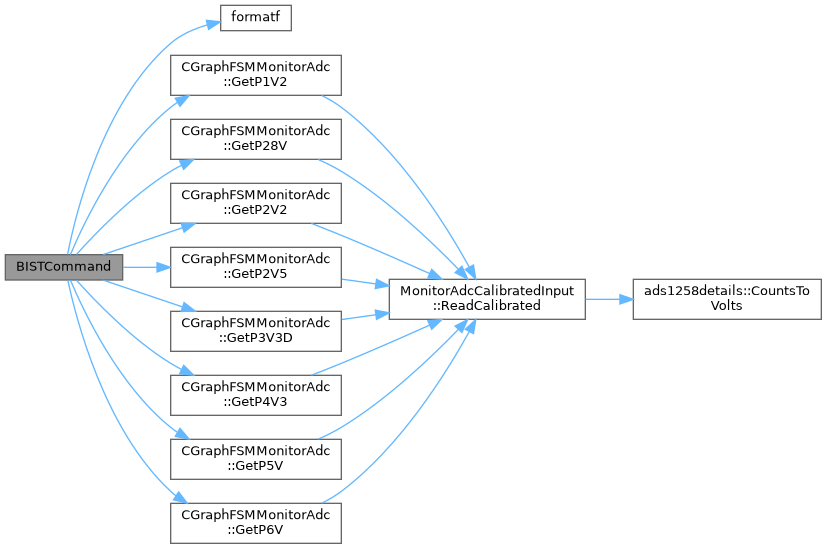 formatf
CGraphFSMMonitorAdc
::GetP1V2
CGraphFSMMonitorAdc
::GetP28V
CGraphFSMMonitorAdc
::GetP2V2
BISTCommand
CGraphFSMMonitorAdc
::GetP2V5
MonitorAdcCalibratedInput
::ReadCalibrated
ads1258details::CountsTo
Volts
CGraphFSMMonitorAdc
::GetP3V3D
CGraphFSMMonitorAdc
::GetP4V3
CGraphFSMMonitorAdc
::GetP5V
CGraphFSMMonitorAdc
::GetP6V